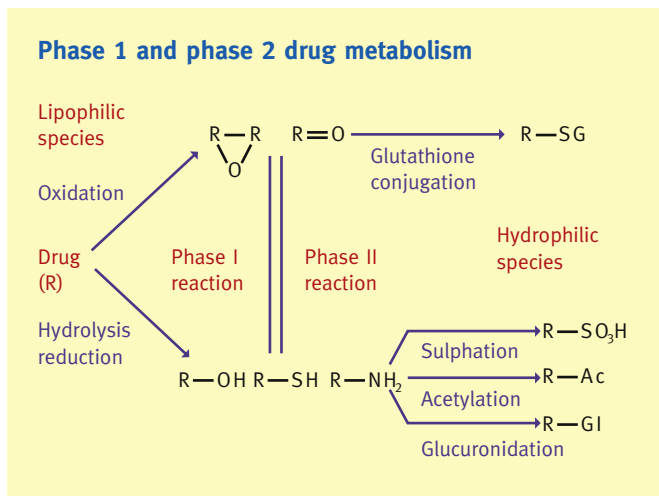 Phase 1 and phase 2 drug metabolism
Lipophilic
species
R—R
O
R=O
R—SG
Glutathione
conjugation
Oxidation
Drug
(R)
Phase I
reaction
Phase II
reaction
Hydrophilic
species
Hydrolysis
reduction
R—OH R—SH R—NH₂
R—SO₃H
Sulphation
R—Ac
Acetylation
R—Gl
Glucuronidation